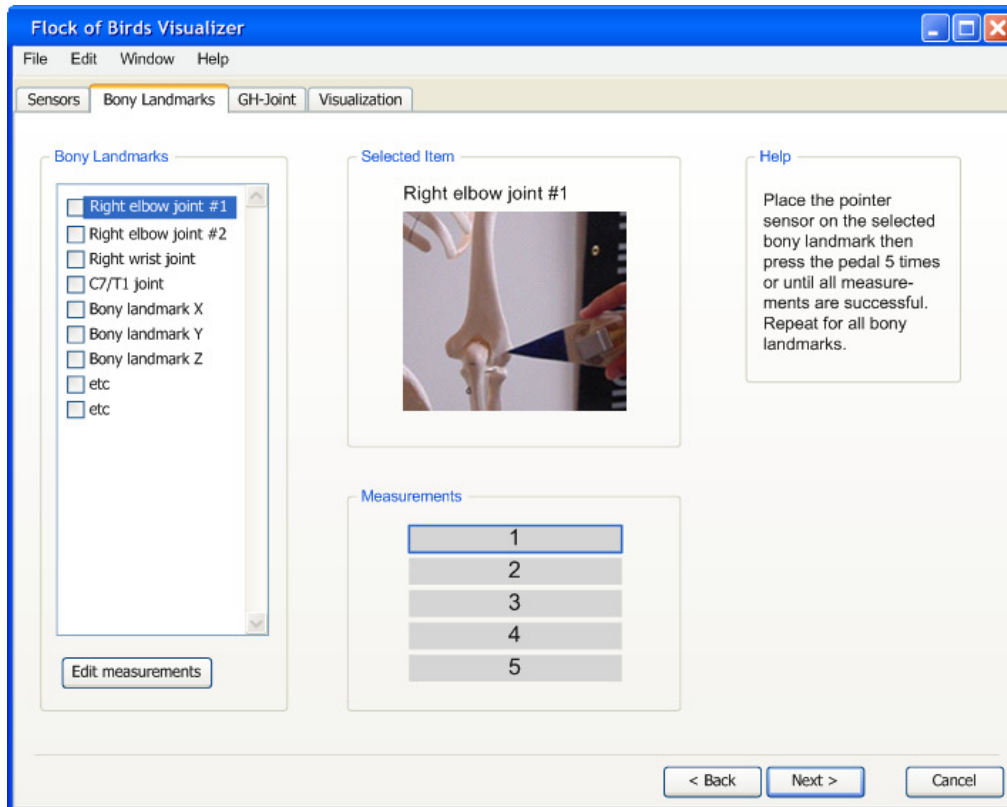 Flock of Birds Visualizer
File Edit Window Help
Sensors Bony Landmarks GH-Joint Visualization
Bony Landmarks
Right elbow joint #1
Right elbow joint #2
Right wrist joint
C7/T1 joint
Bony landmark X
Bony landmark Y
Bony landmark Z
etc
etc
Edit measurements
Selected Item
Right elbow joint #1
Measurements
1
2
3
4
5
Help
Place the pointer
sensor on the selected
bony landmark then
press the pedal 5 times
or until all measure-
ments are successful.
Repeat for all bony
landmarks.
< Back Next > Cancel